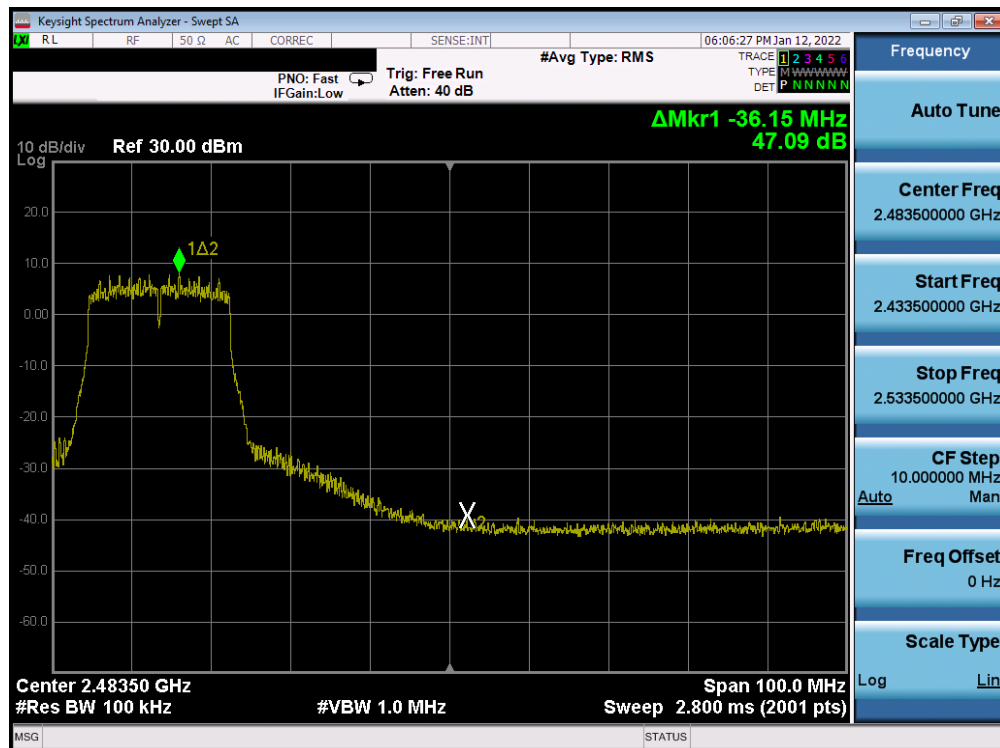 Keysight Spectrum Analyzer - Swept SA
LXI RL RF 50 Ω AC CORREC SENSE:INT 06:06:27 PM Jan 12, 2022
PNO: Fast
IFGain:Low
Trig: Free Run
Atten: 40 dB
#Avg Type: RMS
TRACE 1 2 3 4 5 6
TYPE M WWWWW
DET P N N N N N
ΔMkr1 -36.15 MHz
47.09 dB
10 dB/div Ref 30.00 dBm
Log
20.0
10.0
0.00
-10.0
-20.0
-30.0
-40.0
-50.0
-60.0
1Δ2
X
2
Center 2.48350 GHz Span 100.0 MHz
#Res BW 100 kHz #VBW 1.0 MHz Sweep 2.800 ms (2001 pts)
MSG STATUS
Frequency
Auto Tune
Center Freq
2.483500000 GHz
Start Freq
2.433500000 GHz
Stop Freq
2.533500000 GHz
CF Step
10.000000 MHz
Auto Man
Freq Offset
0 Hz
Scale Type
Log Lin